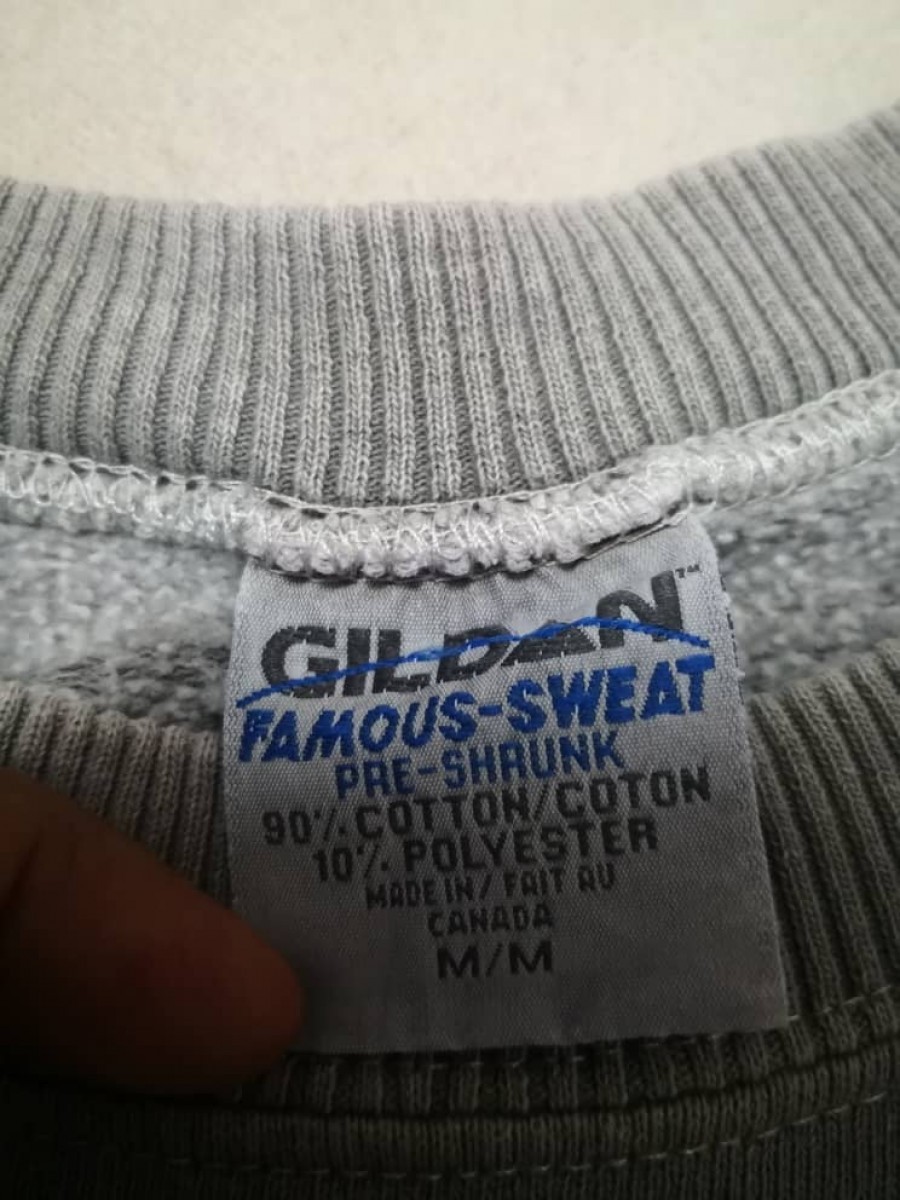 GILDAN™
FAMOUS-SWEAT
PRE-SHRUNK
90% COTTON/COTON
10% POLYESTER
MADE IN/FAIT AU
CANADA
M/M